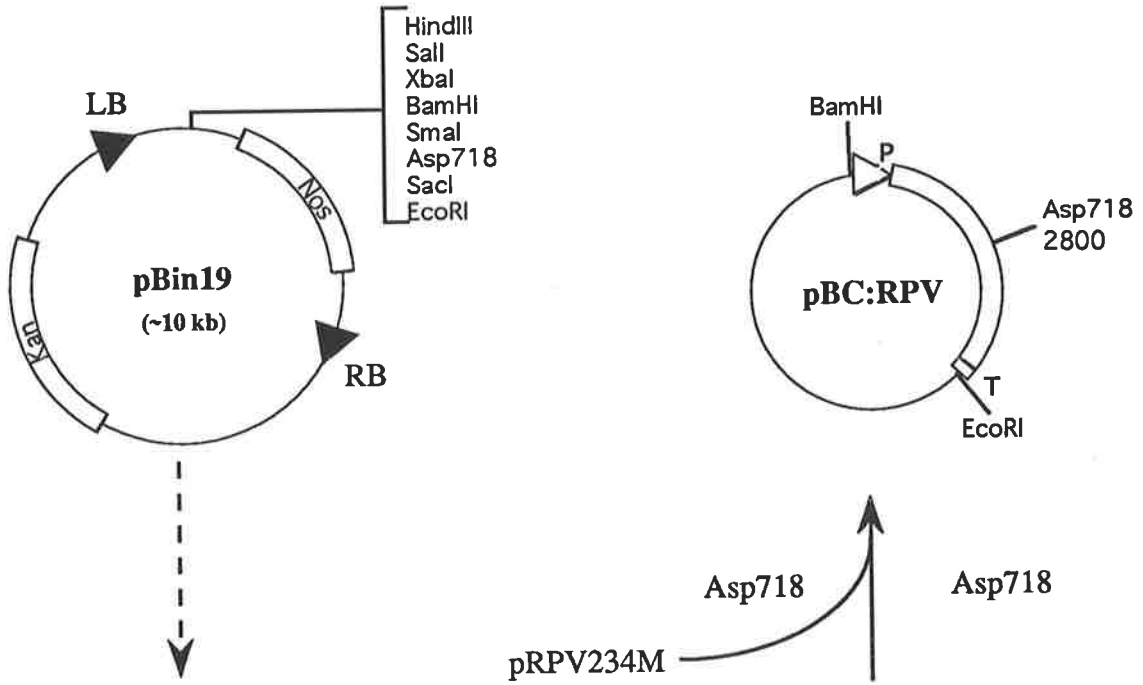 HindIII
SalI
XbaI
BamHI
SmaI
Asp718
SacI
EcoRI
LB
Nos
pBin19
(~10 kb)
Kan
RB
BamHI
P
Asp718
2800
pBC:RPV
T
EcoRI
Asp718
Asp718
pRPV234M